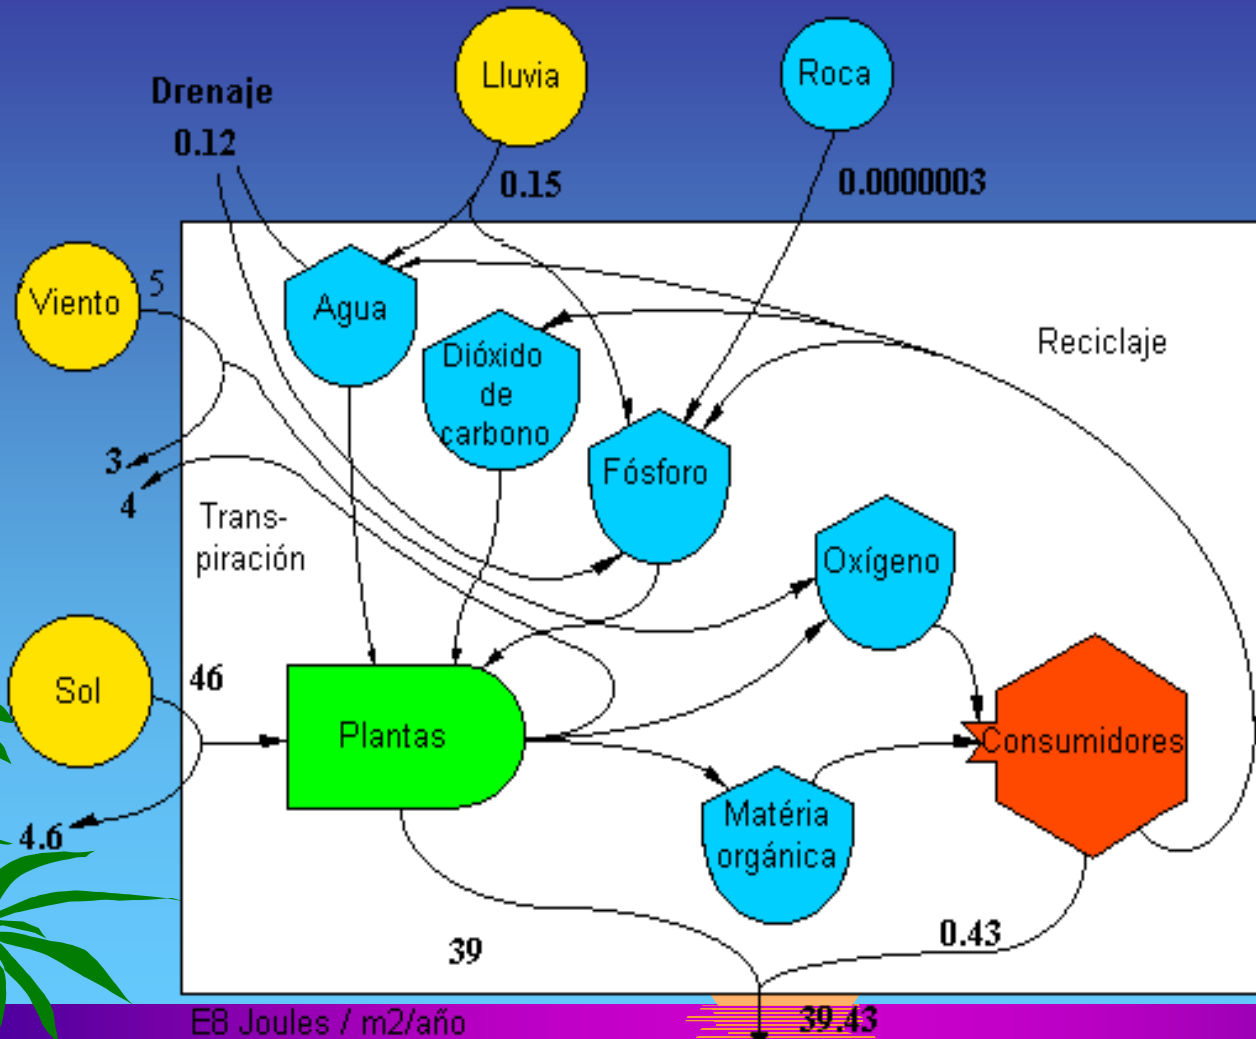 Lluvia
Roca
Drenaje
0.12
0.15
0.0000003
Viento
5
Agua
Dióxido
de
carbono
Reciclaje
3
4
Fósforo
Trans-
piración
Oxígeno
Sol
46
Plantas
Consumidores
4.6
Matéria
orgánica
39
0.43
E8 Joules / m2/año
39.43